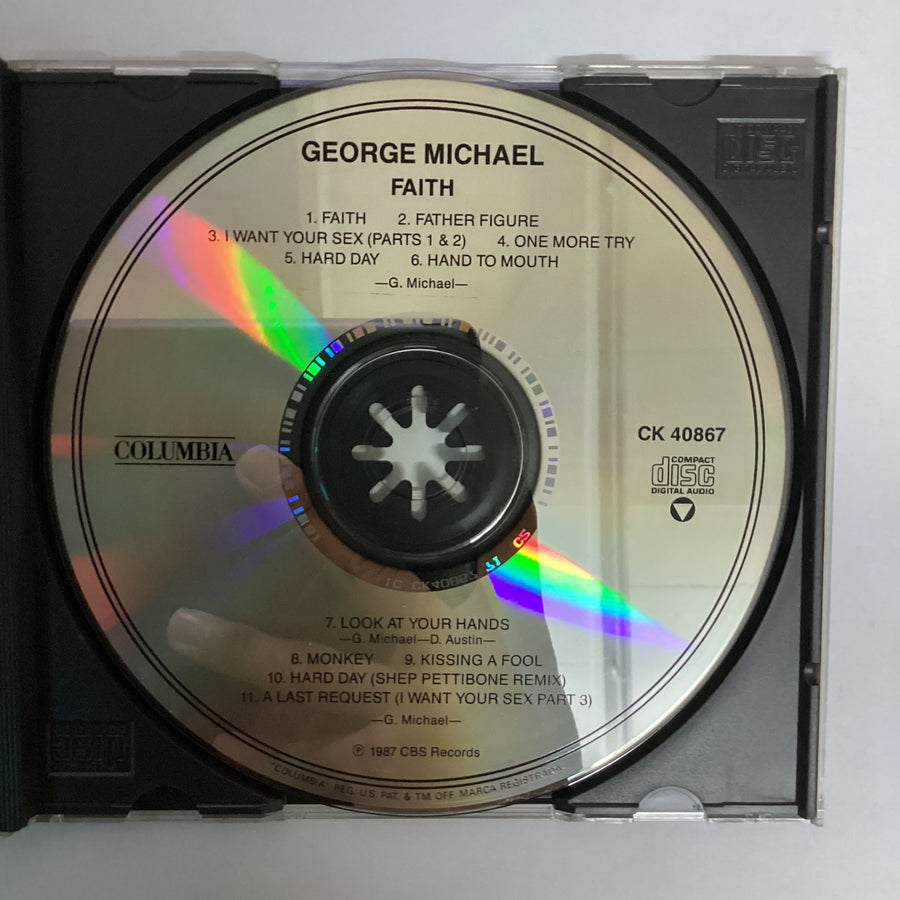 GEORGE MICHAEL
FAITH
1. FAITH 2. FATHER FIGURE
3. I WANT YOUR SEX (PARTS 1 & 2) 4. ONE MORE TRY
5. HARD DAY 6. HAND TO MOUTH
—G. Michael—
COLUMBIA
CK 40867
COMPACT
disc
DIGITAL AUDIO
7. LOOK AT YOUR HANDS
—G. Michael—D. Austin—
8. MONKEY 9. KISSING A FOOL
10. HARD DAY (SHEP PETTIBONE REMIX)
11. A LAST REQUEST (I WANT YOUR SEX PART 3)
—G. Michael—
℗ 1987 CBS Records
"COLUMBIA" REG. U.S. PAT. & TM. OFF. MARCA REGISTRADA.